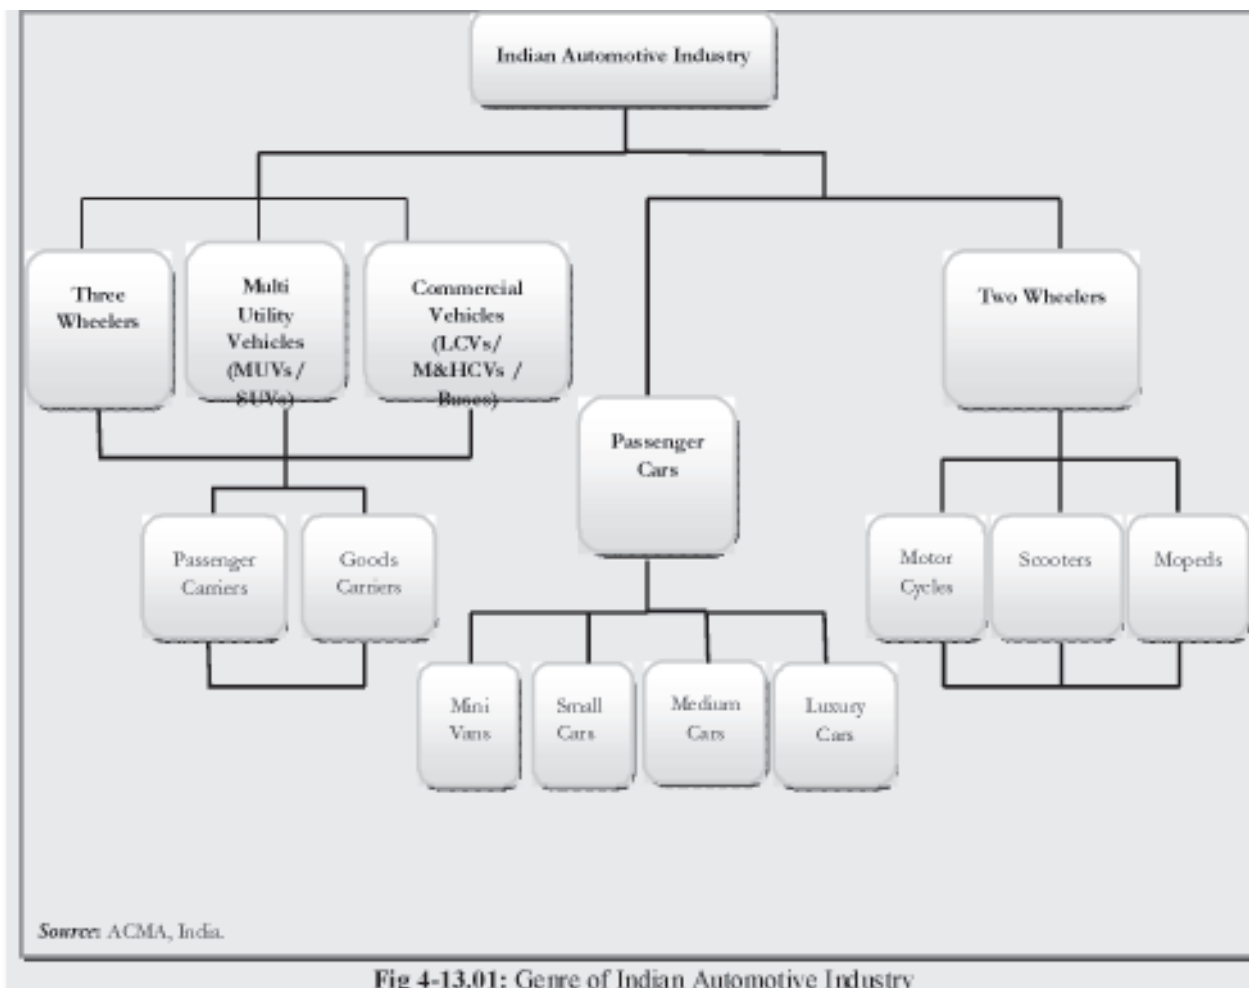 Indian Automotive Industry
Three
Wheelers
Multi
Utility
Vehicles
(MUVs /
SUVs)
Commercial
Vehicles
(LCVs/
M&HCVs /
Buses)
Passenger
Cars
Two Wheelers
Passenger
Carriers
Goods
Carriers
Mini
Vans
Small
Cars
Medium
Cars
Luxury
Cars
Motor
Cycles
Scooters
Mopeds
Source: ACMA, India.
Fig 4-13.01: Genre of Indian Automotive Industry